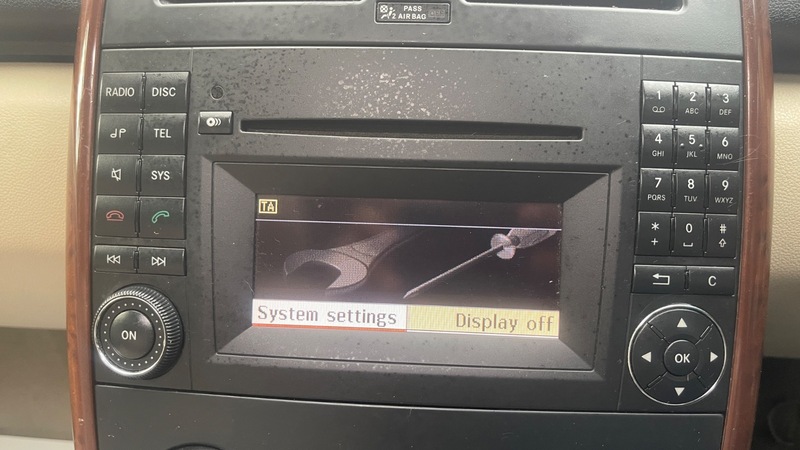 PASS
2 AIR BAG OFF
RADIO DISC
TEL
SYS
ON
TA
System settings Display off
1 2 ABC 3 DEF
4 GHI 5 JKL 6 MNO
7 PQRS 8 TUV 9 WXYZ
* + 0 #
C
OK